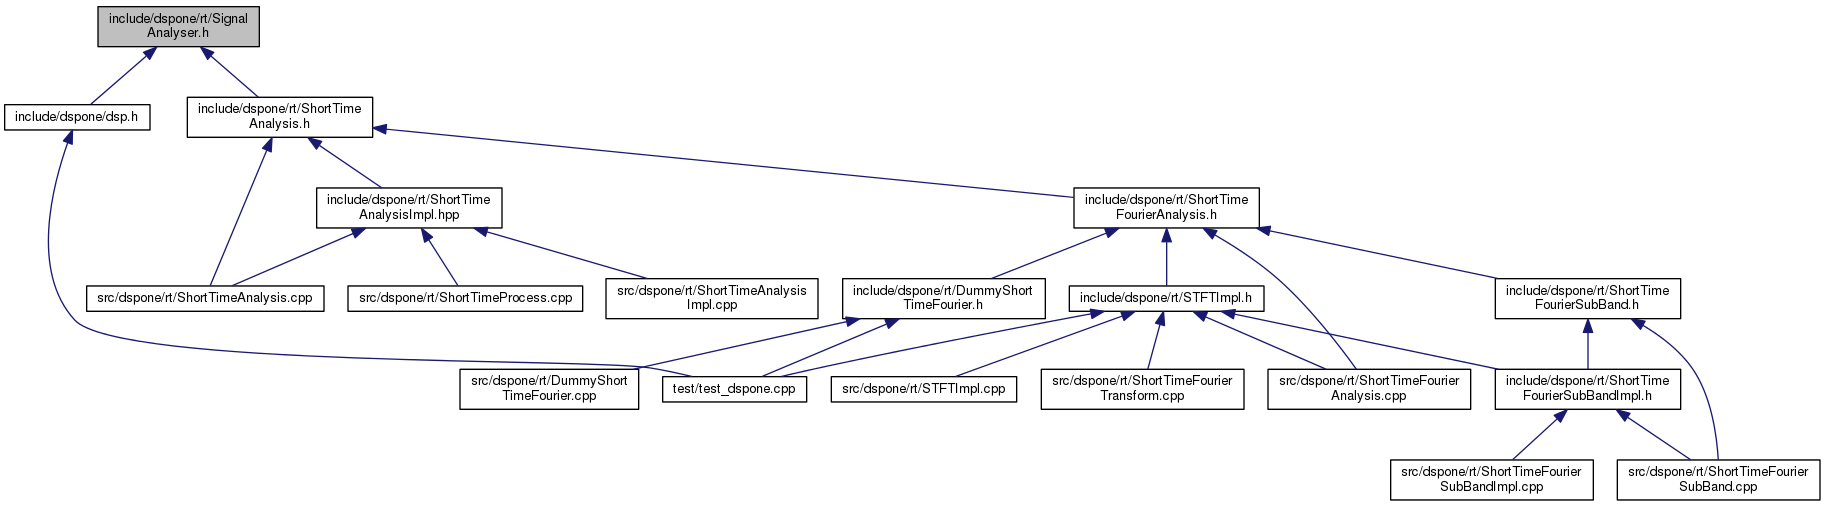 include/dspone/rt/Signal
Analyser.h
include/dspone/dsp.h
include/dspone/rt/ShortTime
Analysis.h
include/dspone/rt/ShortTime
AnalysisImpl.hpp
include/dspone/rt/ShortTime
FourierAnalysis.h
src/dspone/rt/ShortTimeAnalysis.cpp
src/dspone/rt/ShortTimeProcess.cpp
src/dspone/rt/ShortTimeAnalysis
Impl.cpp
include/dspone/rt/DummyShort
TimeFourier.h
include/dspone/rt/STFTImpl.h
include/dspone/rt/ShortTime
FourierSubBand.h
src/dspone/rt/DummyShort
TimeFourier.cpp
test/test_dspone.cpp
src/dspone/rt/STFTImpl.cpp
src/dspone/rt/ShortTimeFourier
Transform.cpp
src/dspone/rt/ShortTimeFourier
Analysis.cpp
include/dspone/rt/ShortTime
FourierSubBandImpl.h
src/dspone/rt/ShortTimeFourier
SubBandImpl.cpp
src/dspone/rt/ShortTimeFourier
SubBand.cpp